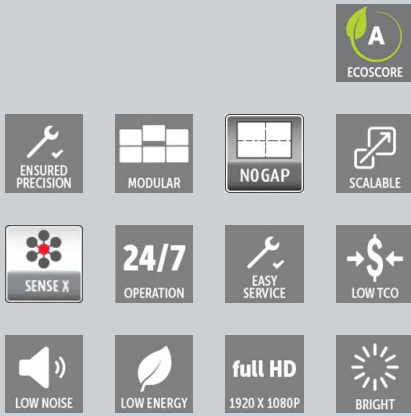 A
ECOSCORE
ENSURED
PRECISION
MODULAR
NO GAP
SCALABLE
SENSE X
24/7
OPERATION
EASY
SERVICE
$
LOW TCO
LOW NOISE
LOW ENERGY
full HD
1920 X 1080P
BRIGHT